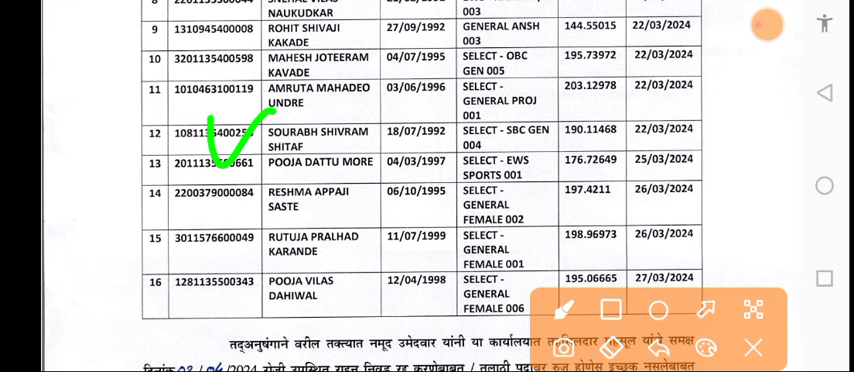 NAUKUDKAR 003
9 1310945400008 ROHIT SHIVAJI 27/09/1992 GENERAL ANSH 144.55015 22/03/2024
KAKADE 003
10 3201135400598 MAHESH JOTEERAM 04/07/1995 SELECT - OBC 195.73972 22/03/2024
KAVADE GEN 005
11 1010463100119 AMRUTA MAHADEO 03/06/1996 SELECT - 203.12978 22/03/2024
UNDRE GENERAL PROJ
001
12 SOURABH SHIVRAM 18/07/1992 SELECT - SBC GEN 190.11468 22/03/2024
SHITAF 004
13 POOJA DATTU MORE 04/03/1997 SELECT - EWS 176.72649 25/03/2024
SPORTS 001
14 2200379000084 RESHMA APPAJI 06/10/1995 SELECT - 197.4211 26/03/2024
SASTE GENERAL
FEMALE 002
15 3011576600049 RUTUJA PRALHAD 11/07/1999 SELECT - 198.96973 26/03/2024
KARANDE GENERAL
FEMALE 001
16 1281135500343 POOJA VILAS 12/04/1998 SELECT - 195.06665 27/03/2024
DAHIWAL GENERAL
FEMALE 006
तद्अनुषंगाने वरील तक्त्यात नमूद उमेदवार यांनी या कार्यालयात समक्ष